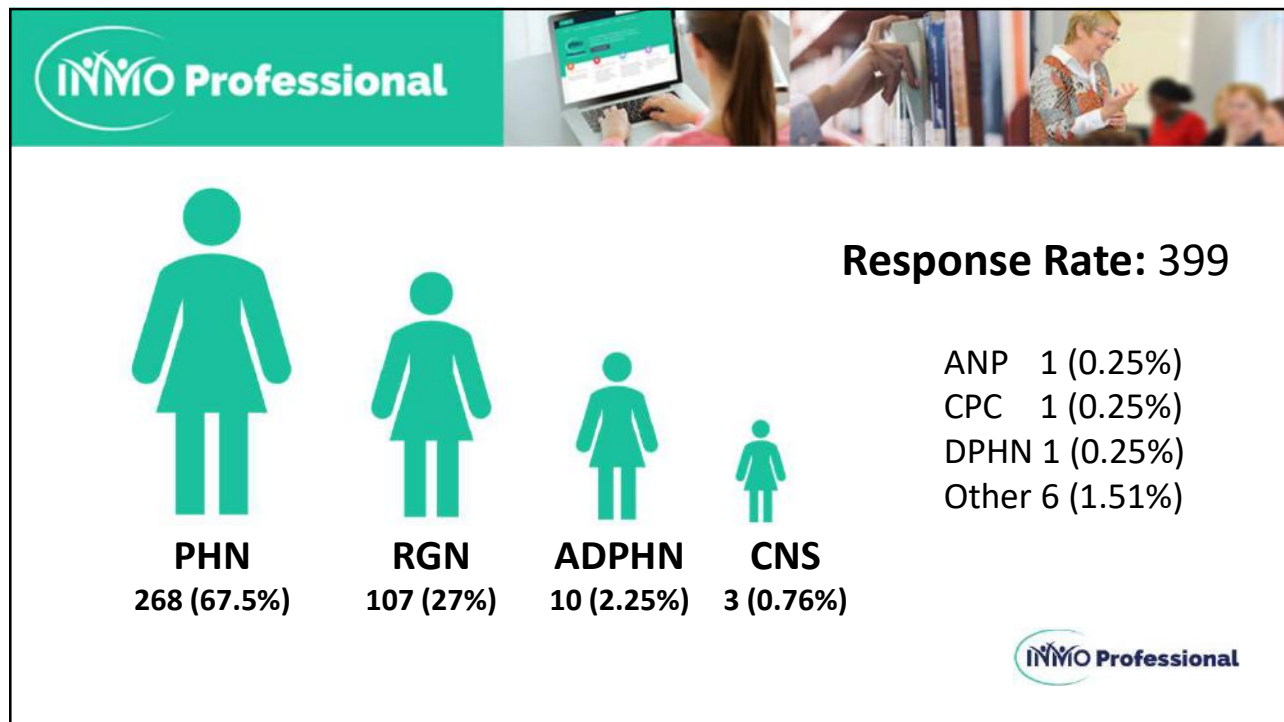 INMO Professional
Response Rate: 399
ANP 1 (0.25%)
CPC 1 (0.25%)
DPHN 1 (0.25%)
Other 6 (1.51%)
PHN
268 (67.5%)
RGN
107 (27%)
ADPHN
10 (2.25%)
CNS
3 (0.76%)
INMO Professional